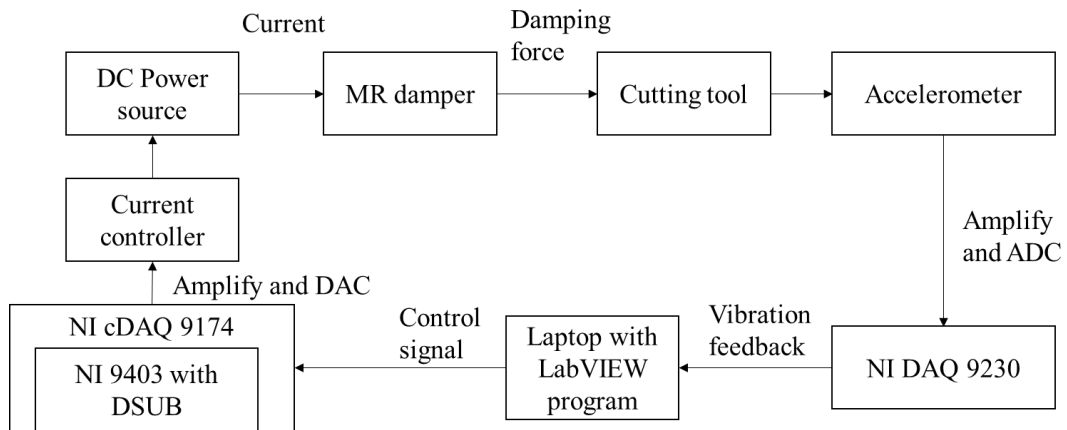 Current
Damping
force
DC Power
source
MR damper
Cutting tool
Accelerometer
Current
controller
Amplify
and ADC
Amplify and DAC
NI cDAQ 9174
NI 9403 with
DSUB
Control
signal
Laptop with
LabVIEW
program
Vibration
feedback
NI DAQ 9230